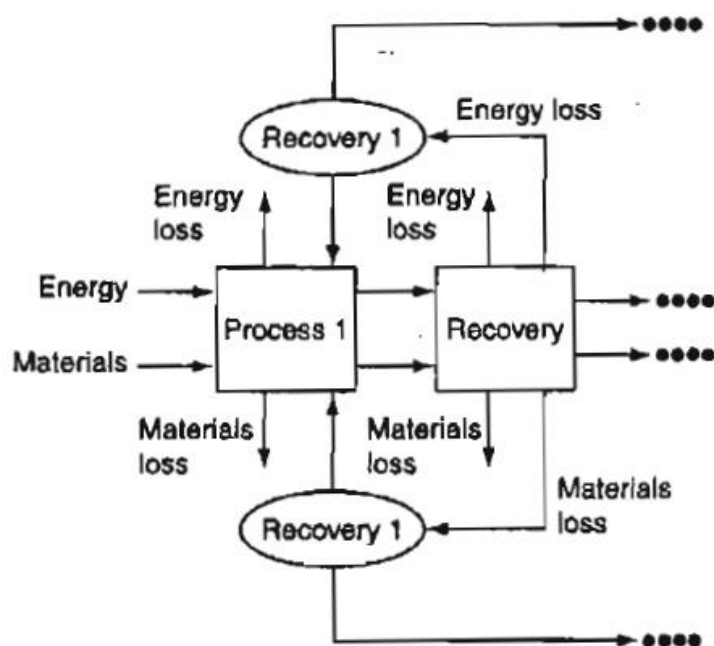 Recovery 1
Energy loss
Energy
loss
Energy
loss
Energy
Process 1
Recovery
Materials
Materials
loss
Materials
loss
Materials
loss
Recovery 1